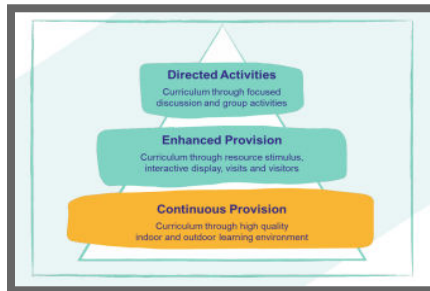 Directed Activities
Curriculum through focused
discussion and group activities
Enhanced Provision
Curriculum through resource stimulus,
interactive display, visits and visitors
Continuous Provision
Curriculum through high quality
indoor and outdoor learning environment